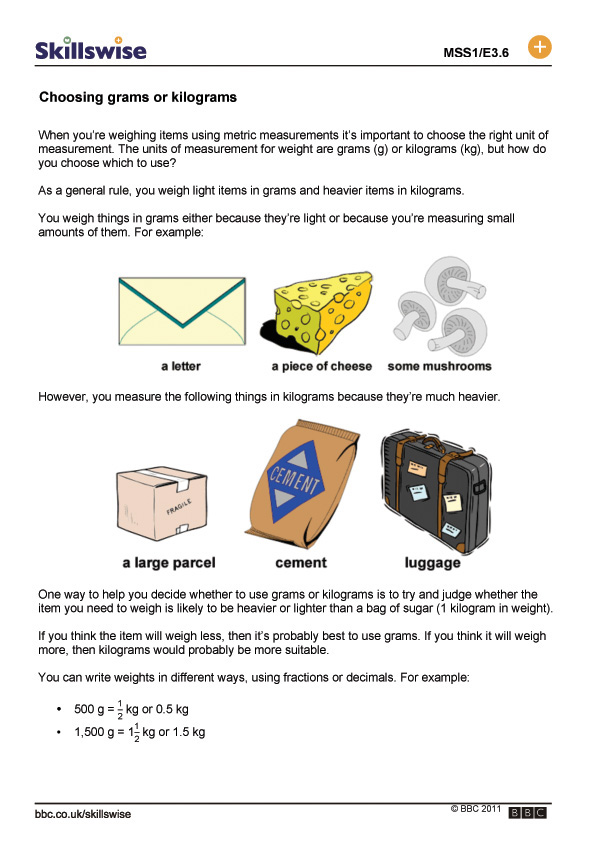 Skillswise
MSS1/E3.6
Choosing grams or kilograms
When you're weighing items using metric measurements it's important to choose the right unit of
measurement. The units of measurement for weight are grams (g) or kilograms (kg), but how do
you choose which to use?
As a general rule, you weigh light items in grams and heavier items in kilograms.
You weigh things in grams either because they're light or because you're measuring small
amounts of them. For example:
a letter
a piece of cheese
some mushrooms
However, you measure the following things in kilograms because they're much heavier.
FRAGILE
CEMENT
a large parcel
cement
luggage
One way to help you decide whether to use grams or kilograms is to try and judge whether the
item you need to weigh is likely to be heavier or lighter than a bag of sugar (1 kilogram in weight).
If you think the item will weigh less, then it's probably best to use grams. If you think it will weigh
more, then kilograms would probably be more suitable.
You can write weights in different ways, using fractions or decimals. For example:
• 500 g = 1/2 kg or 0.5 kg
• 1,500 g = 1 1/2 kg or 1.5 kg
bbc.co.uk/skillswise
© BBC 2011
BBC